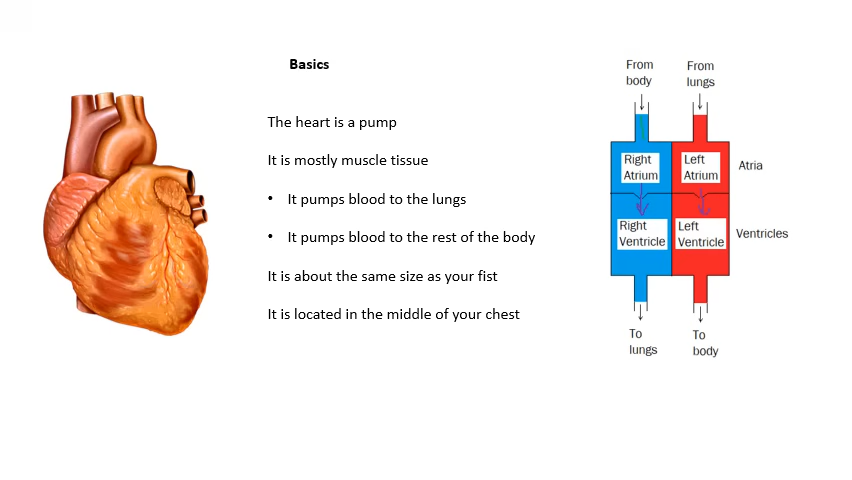 Basics
The heart is a pump
It is mostly muscle tissue
• It pumps blood to the lungs
• It pumps blood to the rest of the body
It is about the same size as your fist
It is located in the middle of your chest
From
body
From
lungs
Right
Atrium
Left
Atrium
Atria
Right
Ventricle
Left
Ventricle
Ventricles
To
lungs
To
body